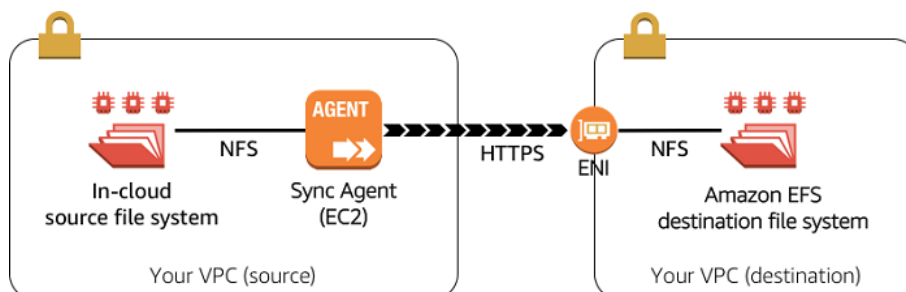 AGENT
NFS
HTTPS
ENI
NFS
In-cloud
source file system
Sync Agent
(EC2)
Amazon EFS
destination file system
Your VPC (source)
Your VPC (destination)